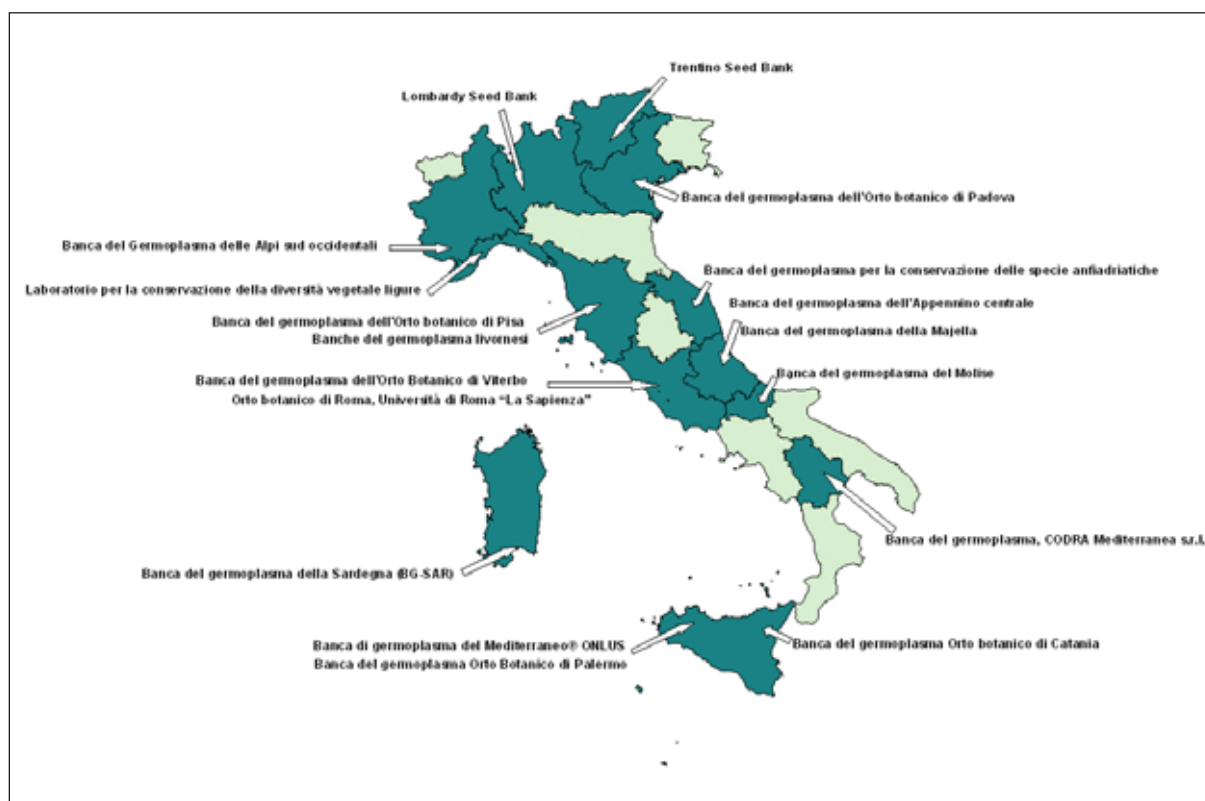 Trentino Seed Bank
Lombardy Seed Bank
Banca del germoplasma dell'Orto botanico di Padova
Banca del Germoplasma delle Alpi sud occidentali
Banca del germoplasma per la conservazione delle specie anfiadriatiche
Laboratorio per la conservazione della diversità vegetale ligure
Banca del germoplasma dell'Appennino centrale
Banca del germoplasma dell'Orto botanico di Pisa
Banca del germoplasma della Majella
Banche del germoplasma livornesi
Banca del germoplasma del Molise
Banca del germoplasma dell'Orto Botanico di Viterbo
Orto botanico di Roma, Università di Roma “La Sapienza”
Banca del germoplasma, CODRA Mediterranea s.r.l.
Banca del germoplasma della Sardegna (BG-SAR)
Banca di germoplasma del Mediterraneo® ONLUS
Banca del germoplasma Orto botanico di Catania
Banca del germoplasma Orto Botanico di Palermo